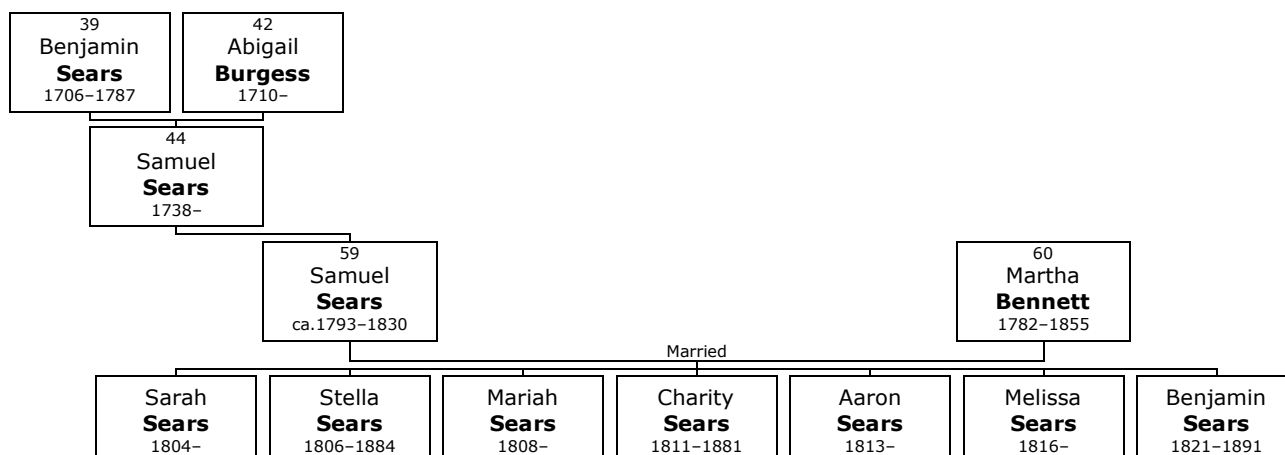 39
Benjamin
Sears
1706–1787
42
Abigail
Burgess
1710–
44
Samuel
Sears
1738–
59
Samuel
Sears
ca.1793–1830
60
Martha
Bennett
1782–1855
Married
Sarah
Sears
1804–
Stella
Sears
1806–1884
Mariah
Sears
1808–
Charity
Sears
1811–1881
Aaron
Sears
1813–
Melissa
Sears
1816–
Benjamin
Sears
1821–1891